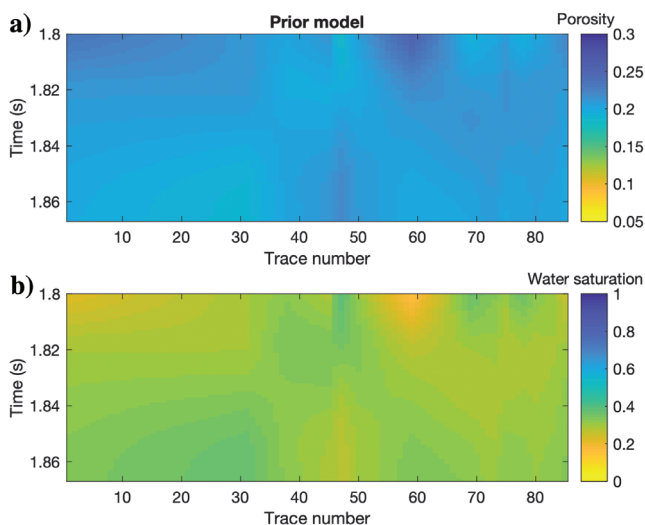 a)
Prior model
Porosity
1.8
1.82
1.84
1.86
Time (s)
10 20 30 40 50 60 70 80
Trace number
0.3
0.25
0.2
0.15
0.1
0.05
b)
Water saturation
1.8
1.82
1.84
1.86
Time (s)
10 20 30 40 50 60 70 80
Trace number
1
0.8
0.6
0.4
0.2
0